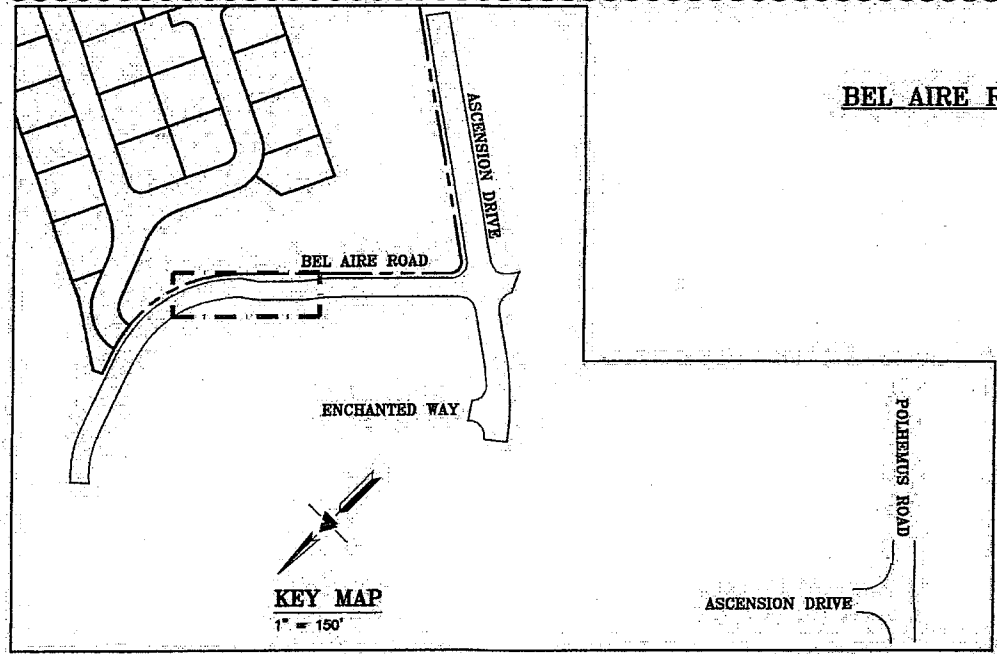 BEL AIRE R
ASCENSION DRIVE
BEL AIRE ROAD
ENCHANTED WAY
POLHEMUS ROAD
ASCENSION DRIVE
KEY MAP
1" = 150'